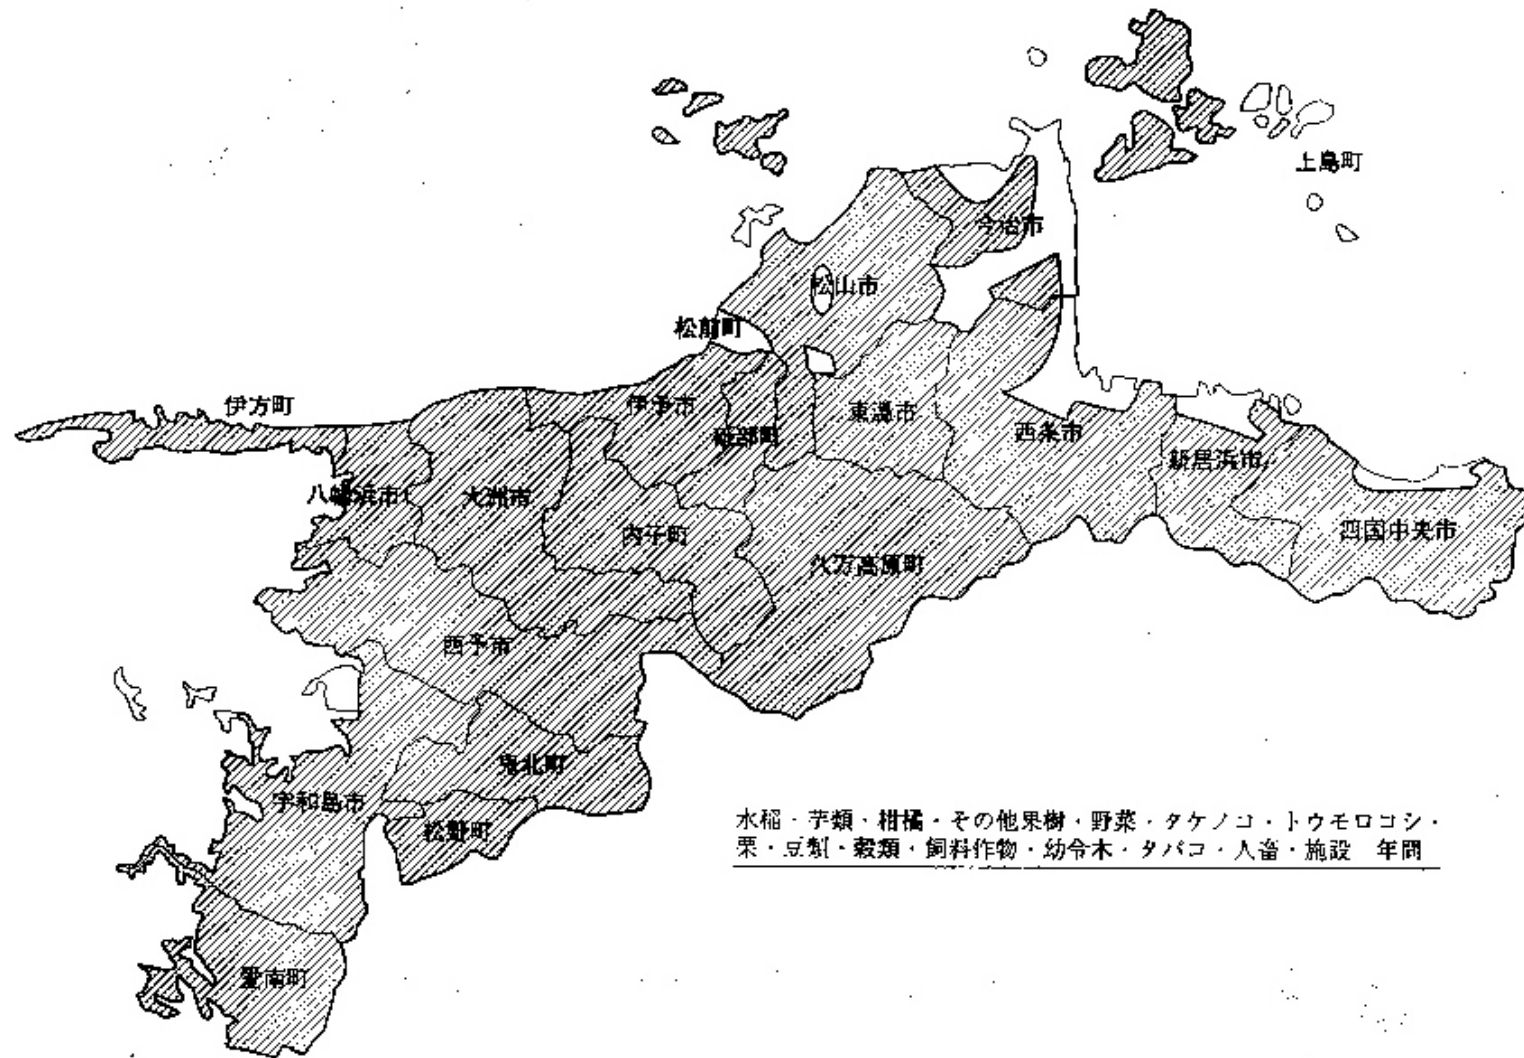 上島町
今治市
松山市
松前町
伊方町
伊予市
砥部町
東温市
西条市
新居浜市
八幡浜市
大洲市
内子町
久万高原町
四国中央市
西予市
鬼北町
宇和島市
松野町
愛南町
水稲・芋類・柑橘・その他果樹・野菜・タケノコ・トウモロコシ・
栗・豆類・穀類・飼料作物・幼令木・タバコ・人畜・施設 年間